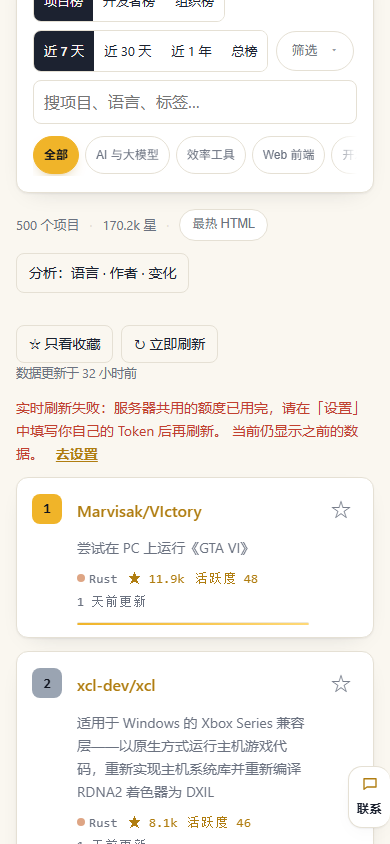 项目榜 开发者榜 组织榜
近 7 天 近 30 天 近 1 年 总榜 筛选
搜项目、语言、标签...
全部 AI 与大模型 效率工具 Web 前端 开
500 个项目 · 170.2k 星 · 最热 HTML
分析：语言 · 作者 · 变化
☆ 只看收藏 ↻ 立即刷新
数据更新于 32 小时前
实时刷新失败：服务器共用的额度已用完，请在「设置」
中填写你自己的 Token 后再刷新。 当前仍显示之前的数
据。 去设置
1 Marvisak/VIctory ☆
尝试在 PC 上运行《GTA VI》
Rust ★ 11.9k 活跃度 48
1 天前更新
2 xcl-dev/xcl ☆
适用于 Windows 的 Xbox Series 兼容
层——以原生方式运行主机游戏代
码，重新实现主机系统库并重新编译
RDNA2 着色器为 DXIL
Rust ★ 8.1k 活跃度 46
1 天前更新
联系